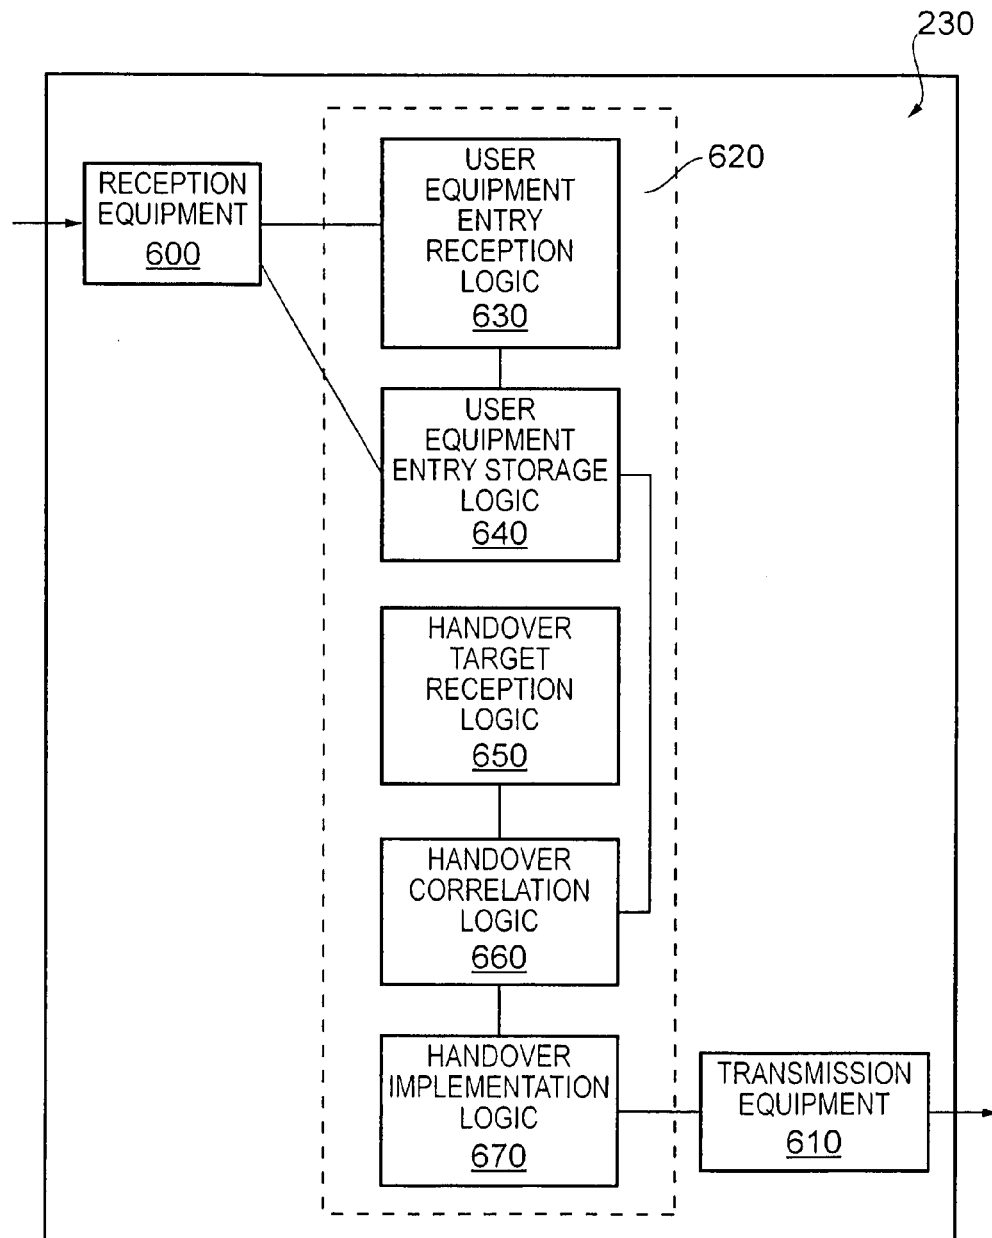 230
620
RECEPTION
EQUIPMENT
600
USER
EQUIPMENT
ENTRY
RECEPTION
LOGIC
630
USER
EQUIPMENT
ENTRY STORAGE
LOGIC
640
HANDOVER
TARGET
RECEPTION
LOGIC
650
HANDOVER
CORRELATION
LOGIC
660
HANDOVER
IMPLEMENTATION
LOGIC
670
TRANSMISSION
EQUIPMENT
610